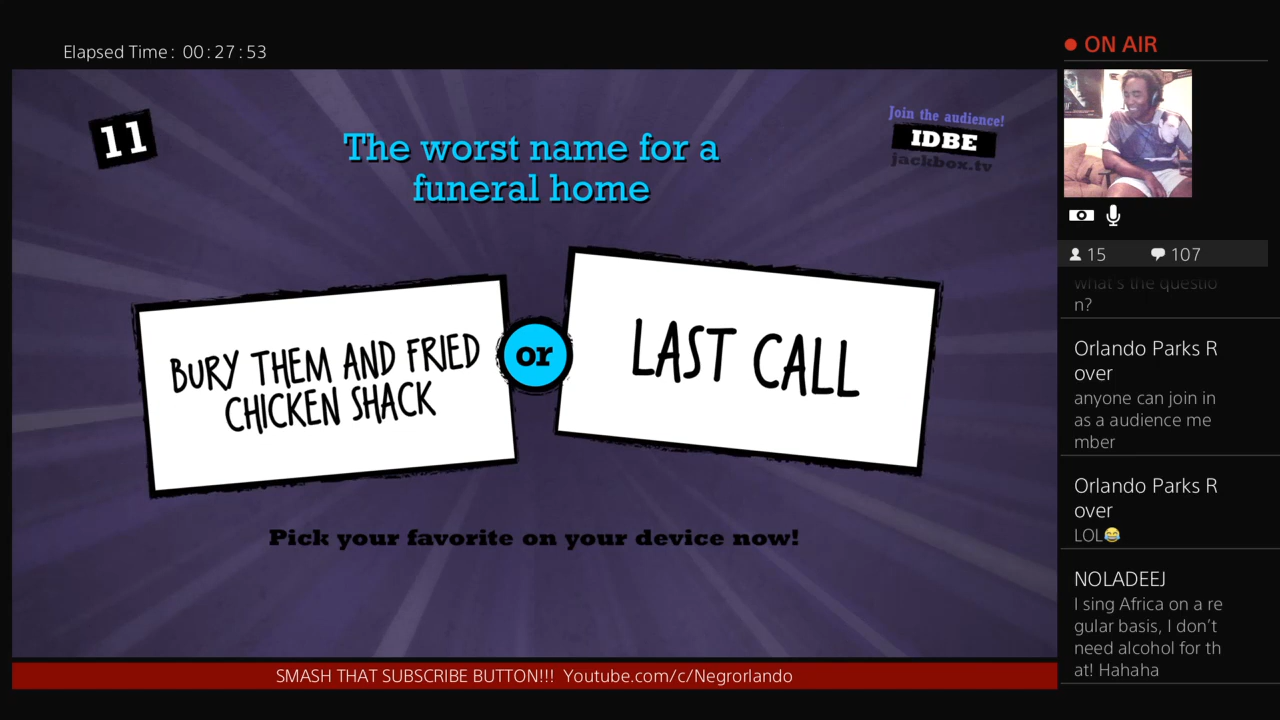 Elapsed Time: 00:27:53
ON AIR
11
The worst name for a
funeral home
Join the audience!
IDBE
jackbox.tv
BURY THEM AND FRIED
CHICKEN SHACK
or
LAST CALL
Pick your favorite on your device now!
SMASH THAT SUBSCRIBE BUTTON!!! Youtube.com/c/Negrorlando
15 107
what's the questio
n?
Orlando Parks R
over
anyone can join in
as a audience me
mber
Orlando Parks R
over
LOL😂
NOLADEEJ
I sing Africa on a re
gular basis, I don't
need alcohol for th
at! Hahaha